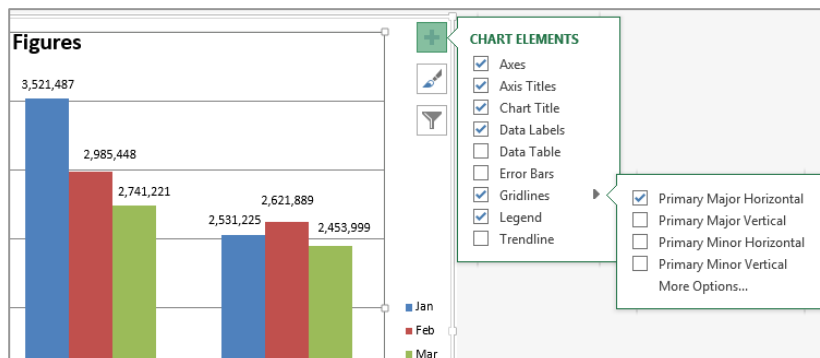 Figures
3,521,487
2,985,448
2,741,221
2,531,225
2,621,889
2,453,999
Jan
Feb
Mar
CHART ELEMENTS
Axes
Axis Titles
Chart Title
Data Labels
Data Table
Error Bars
Gridlines
Legend
Trendline
Primary Major Horizontal
Primary Major Vertical
Primary Minor Horizontal
Primary Minor Vertical
More Options...